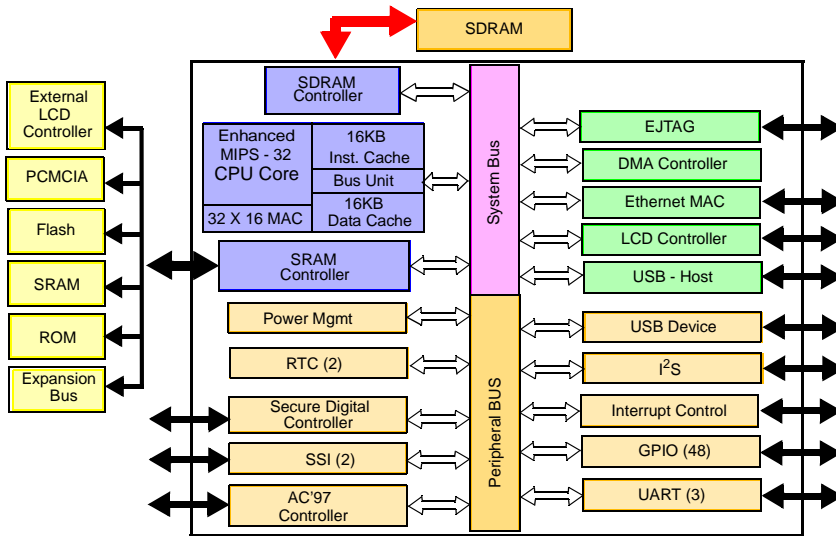 SDRAM
External
LCD
Controller
PCMCIA
Flash
SRAM
ROM
Expansion
Bus
SDRAM
Controller
Enhanced
MIPS - 32
CPU Core
32 X 16 MAC
16KB
Inst. Cache
Bus Unit
16KB
Data Cache
SRAM
Controller
Power Mgmt
RTC (2)
Secure Digital
Controller
SSI (2)
AC'97
Controller
System Bus
Peripheral BUS
EJTAG
DMA Controller
Ethernet MAC
LCD Controller
USB - Host
USB Device
I²S
Interrupt Control
GPIO (48)
UART (3)